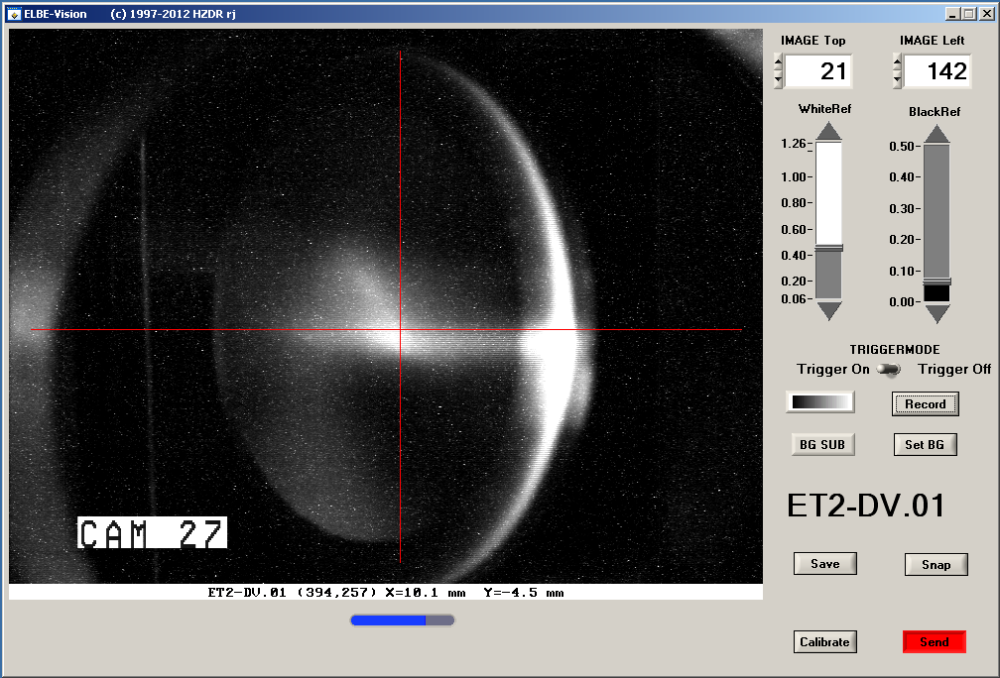 ELBE-Vision (c) 1997-2012 HZDR rj
IMAGE Top IMAGE Left
21 142
WhiteRef BlackRef
1.26
1.00
0.80
0.60
0.40
0.20
0.06
0.50
0.40
0.30
0.20
0.10
0.00
TRIGGERMODE
Trigger On Trigger Off
Record
BG SUB Set BG
ET2-DV.01
CAM 27
Save Snap
ET2-DV.01 (394,257) X=10.1 mm Y=-4.5 mm
Calibrate Send